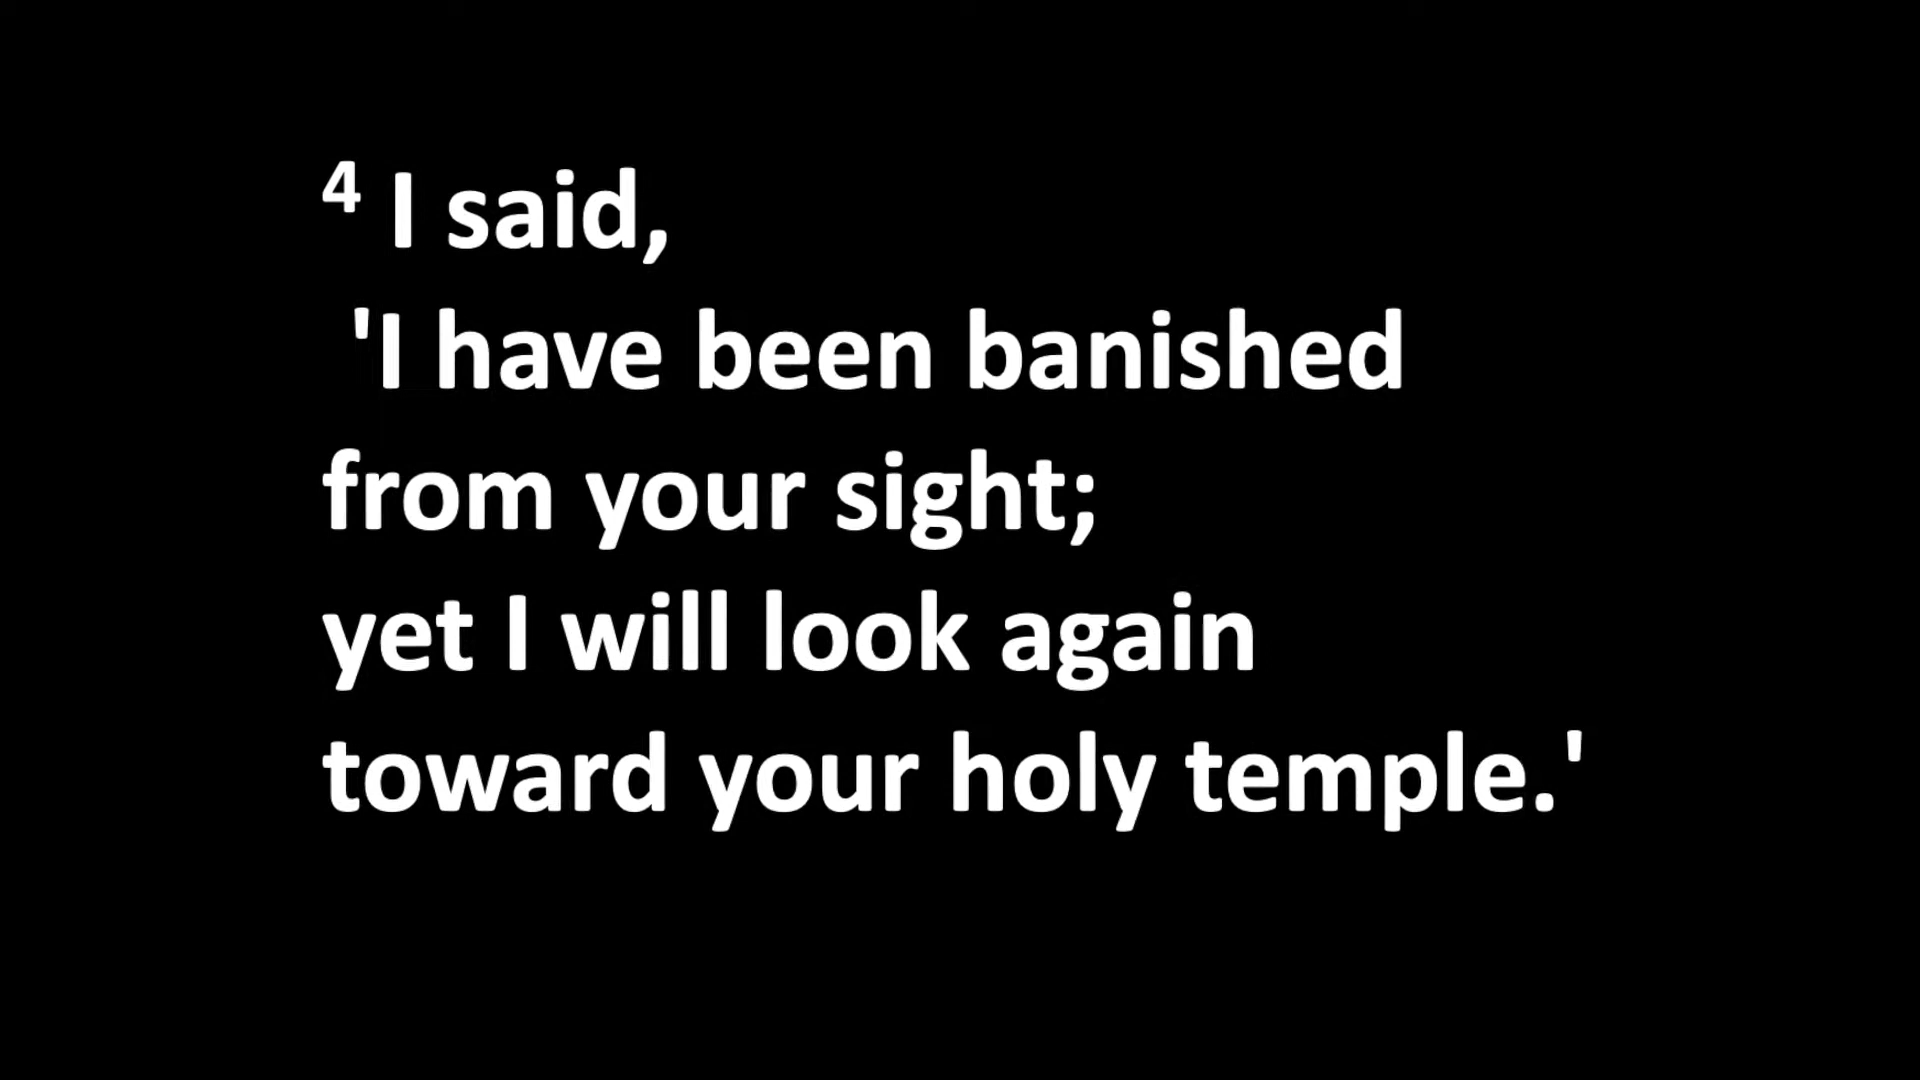 4 I said,
'I have been banished
from your sight;
yet I will look again
toward your holy temple.'